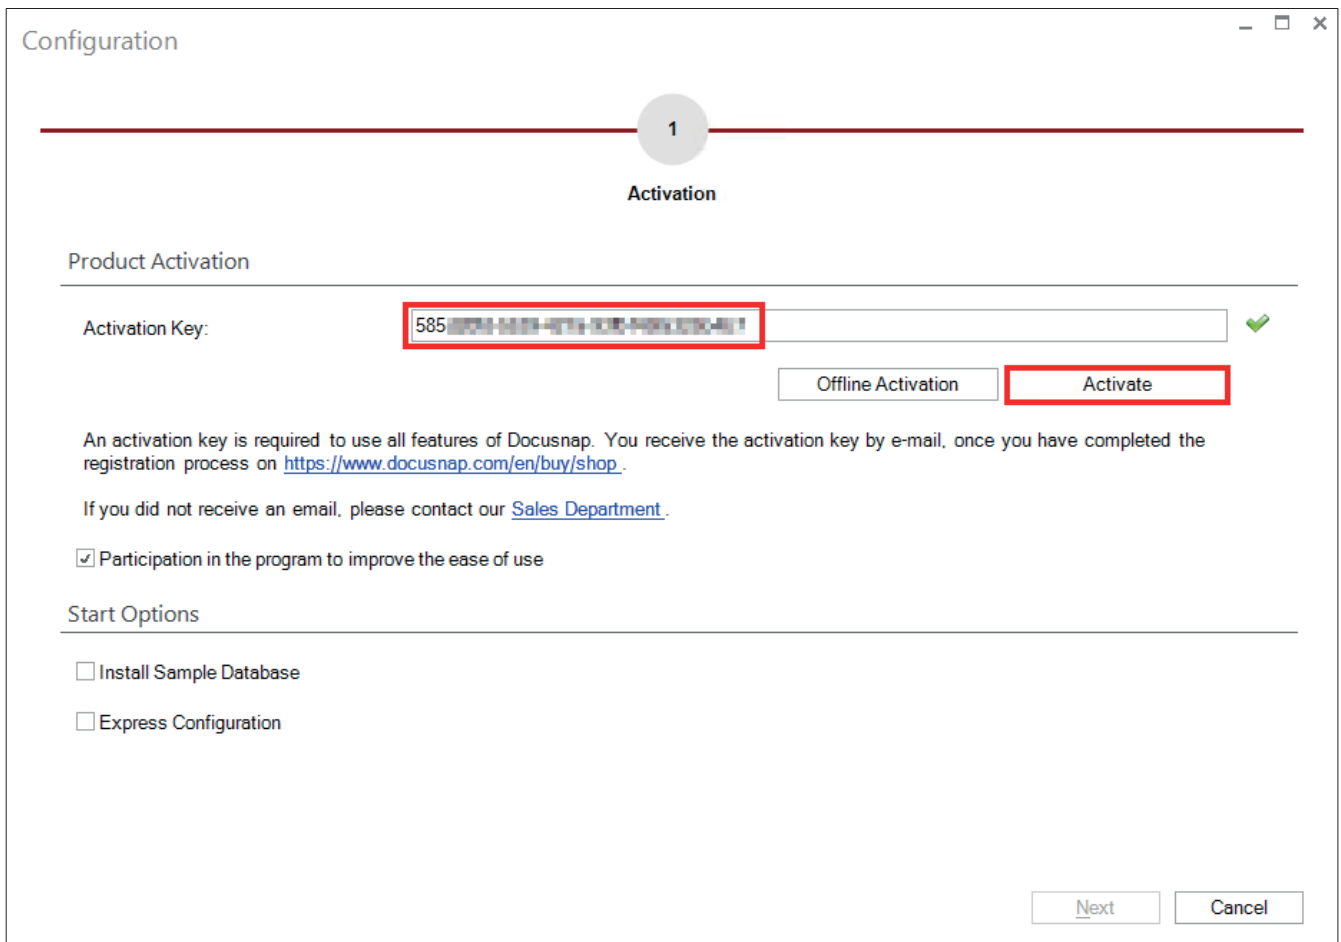 Configuration
1
Activation
Product Activation
Activation Key:
585
Offline Activation
Activate
An activation key is required to use all features of Docusnap. You receive the activation key by e-mail, once you have completed the
registration process on https://www.docusnap.com/en/buy/shop .
If you did not receive an email, please contact our Sales Department .
Participation in the program to improve the ease of use
Start Options
Install Sample Database
Express Configuration
Next
Cancel